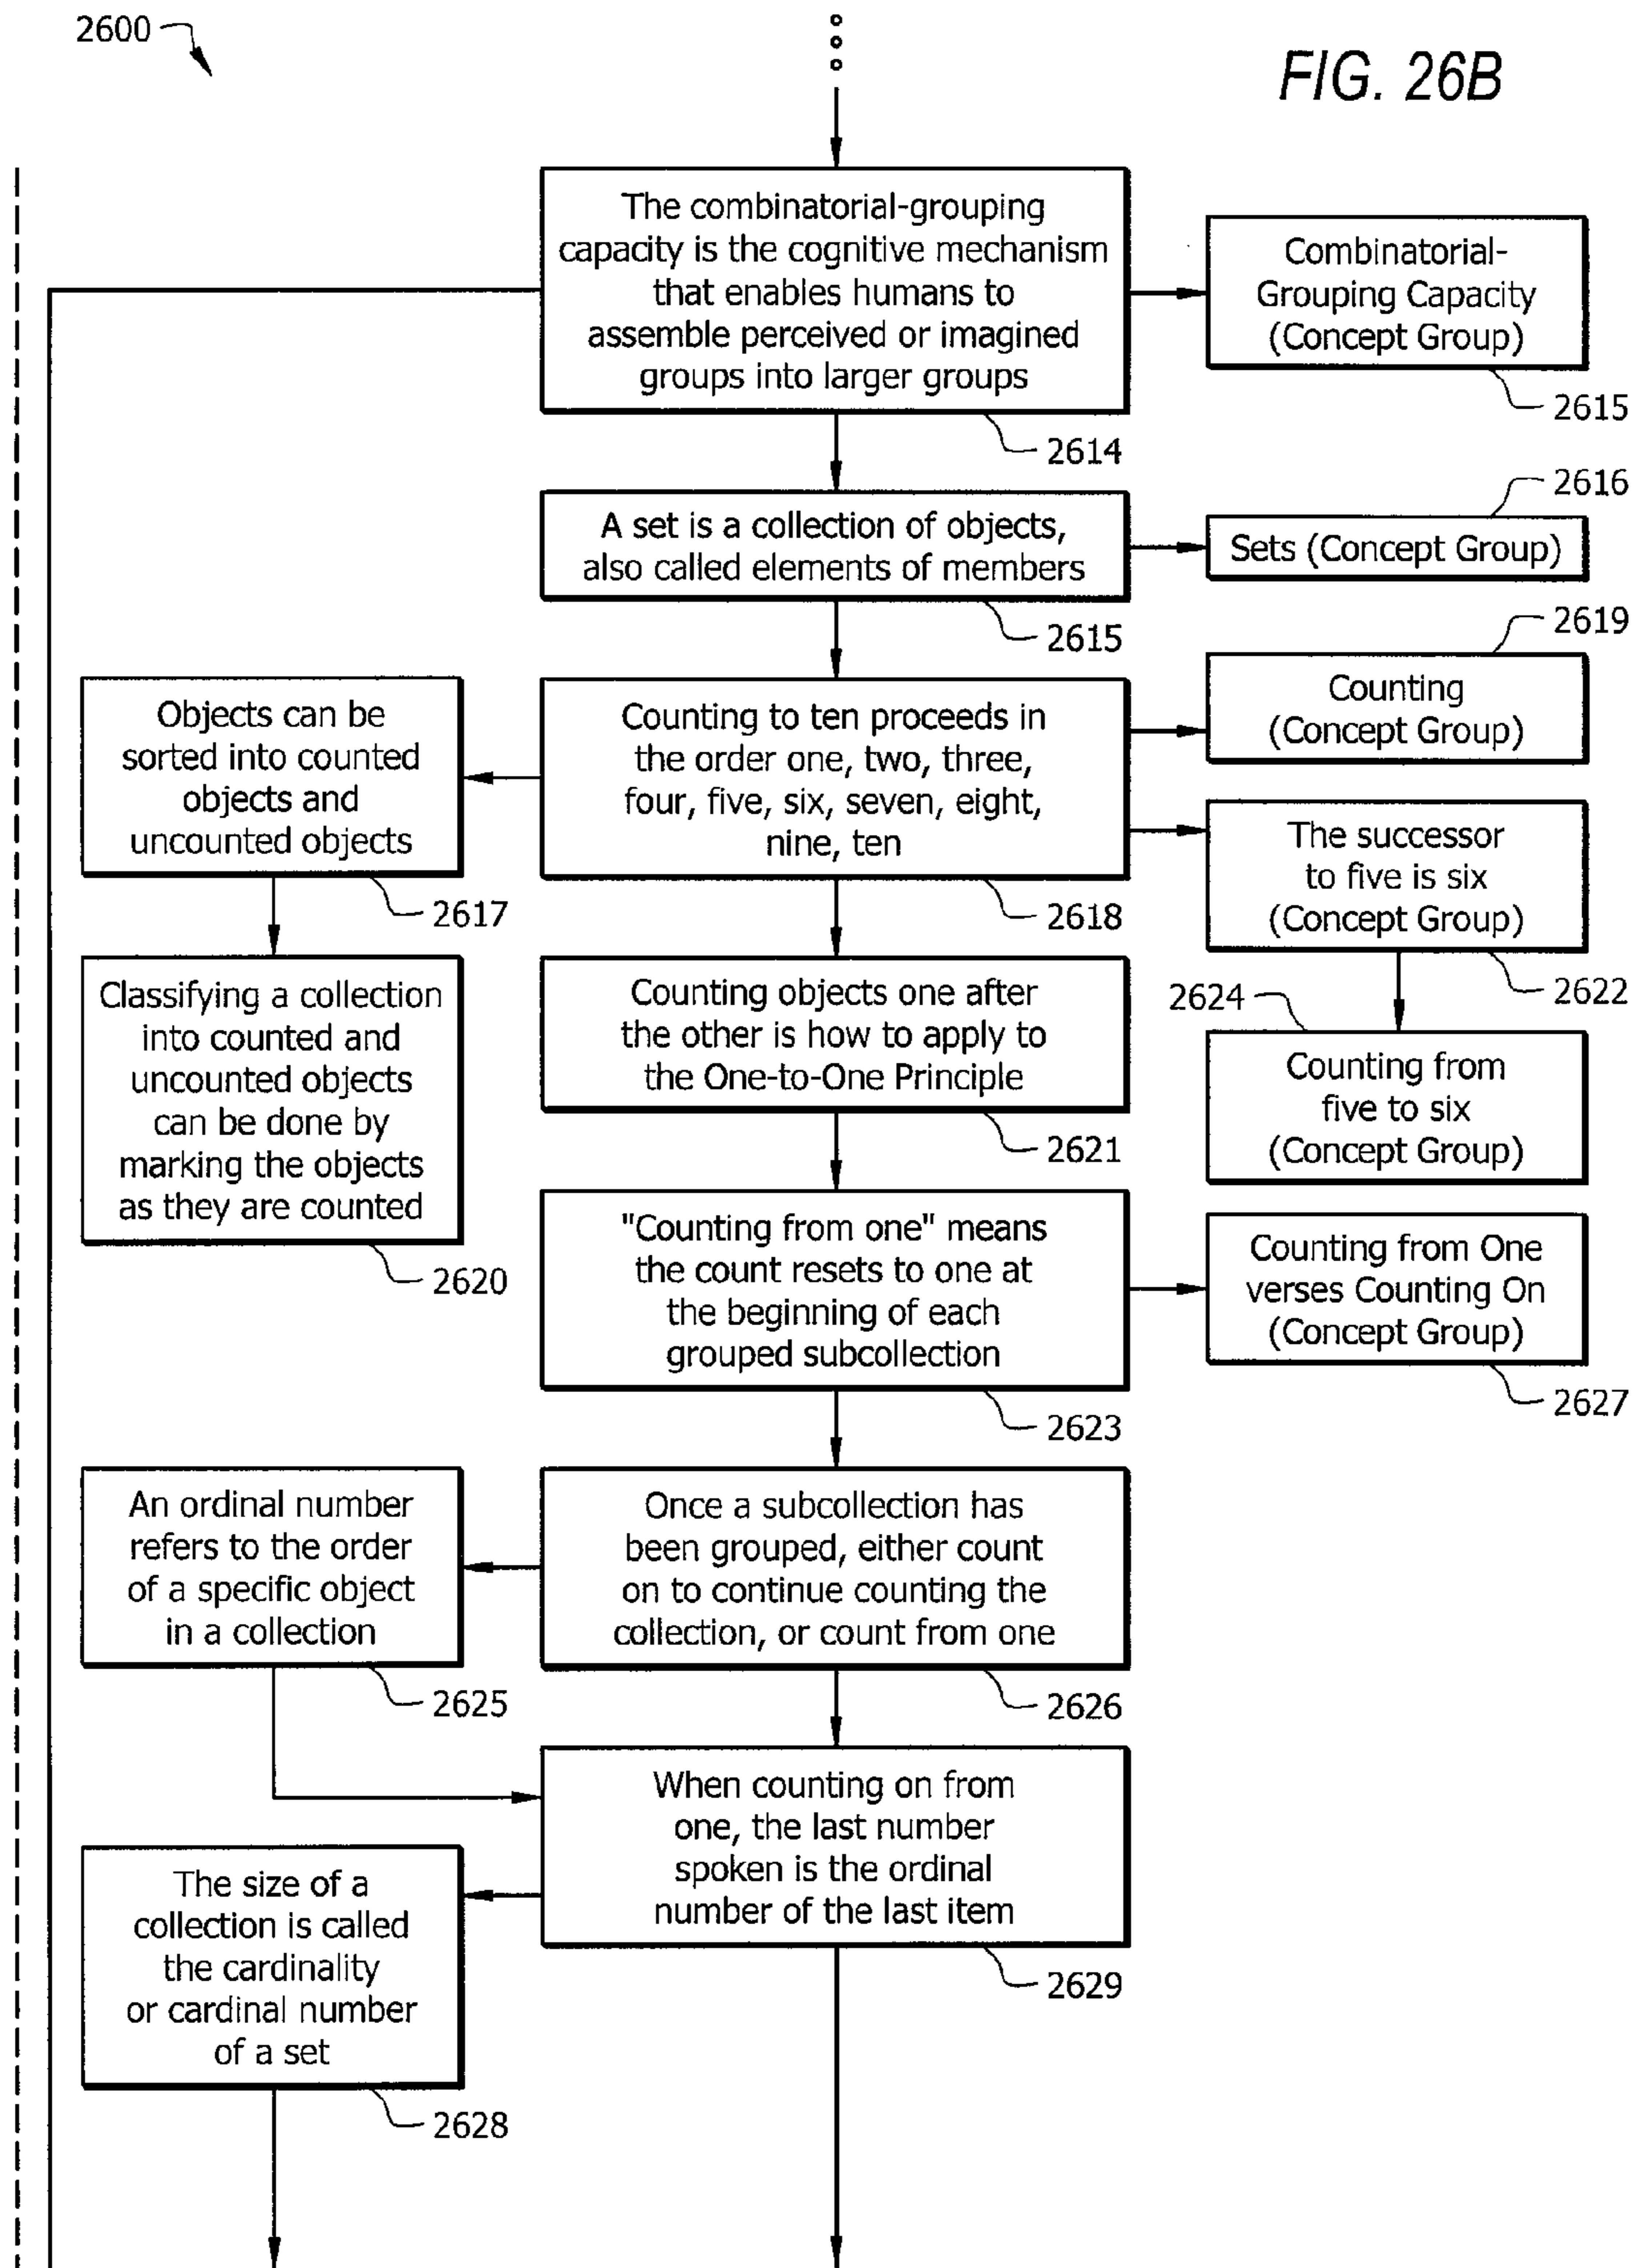 2600
FIG. 26B
The combinatorial-grouping
capacity is the cognitive mechanism
that enables humans to
assemble perceived or imagined
groups into larger groups
2614
Combinatorial-
Grouping Capacity
(Concept Group)
2615
A set is a collection of objects,
also called elements of members
2615
2616
Sets (Concept Group)
Objects can be
sorted into counted
objects and
uncounted objects
2617
Counting to ten proceeds in
the order one, two, three,
four, five, six, seven, eight,
nine, ten
2618
2619
Counting
(Concept Group)
The successor
to five is six
(Concept Group)
2622
Classifying a collection
into counted and
uncounted objects
can be done by
marking the objects
as they are counted
2620
Counting objects one after
the other is how to apply to
the One-to-One Principle
2621
2624
Counting from
five to six
(Concept Group)
"Counting from one" means
the count resets to one at
the beginning of each
grouped subcollection
2623
Counting from One
verses Counting On
(Concept Group)
2627
An ordinal number
refers to the order
of a specific object
in a collection
2625
Once a subcollection has
been grouped, either count
on to continue counting the
collection, or count from one
2626
When counting on from
one, the last number
spoken is the ordinal
number of the last item
2629
The size of a
collection is called
the cardinality
or cardinal number
of a set
2628